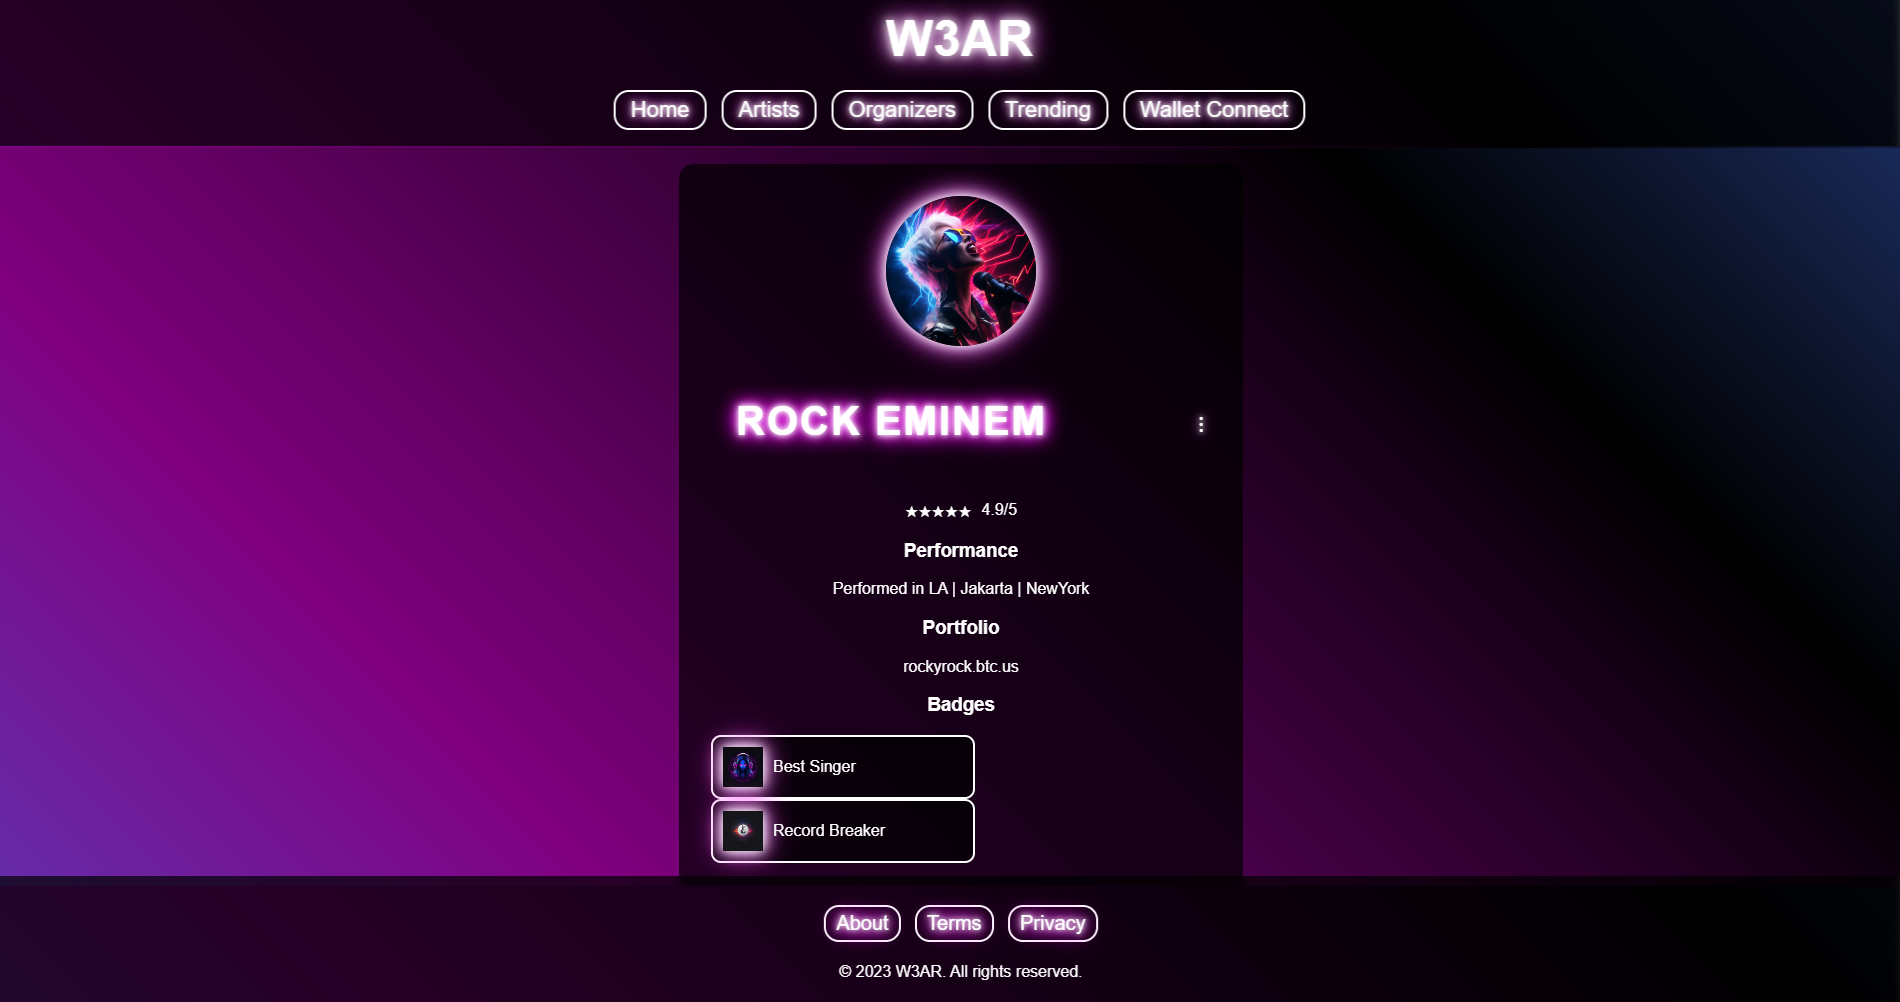 W3AR
Home Artists Organizers Trending Wallet Connect
ROCK EMINEM
★★★★★ 4.9/5
Performance
Performed in LA | Jakarta | NewYork
Portfolio
rockyrock.btc.us
Badges
Best Singer
Record Breaker
About Terms Privacy
© 2023 W3AR. All rights reserved.